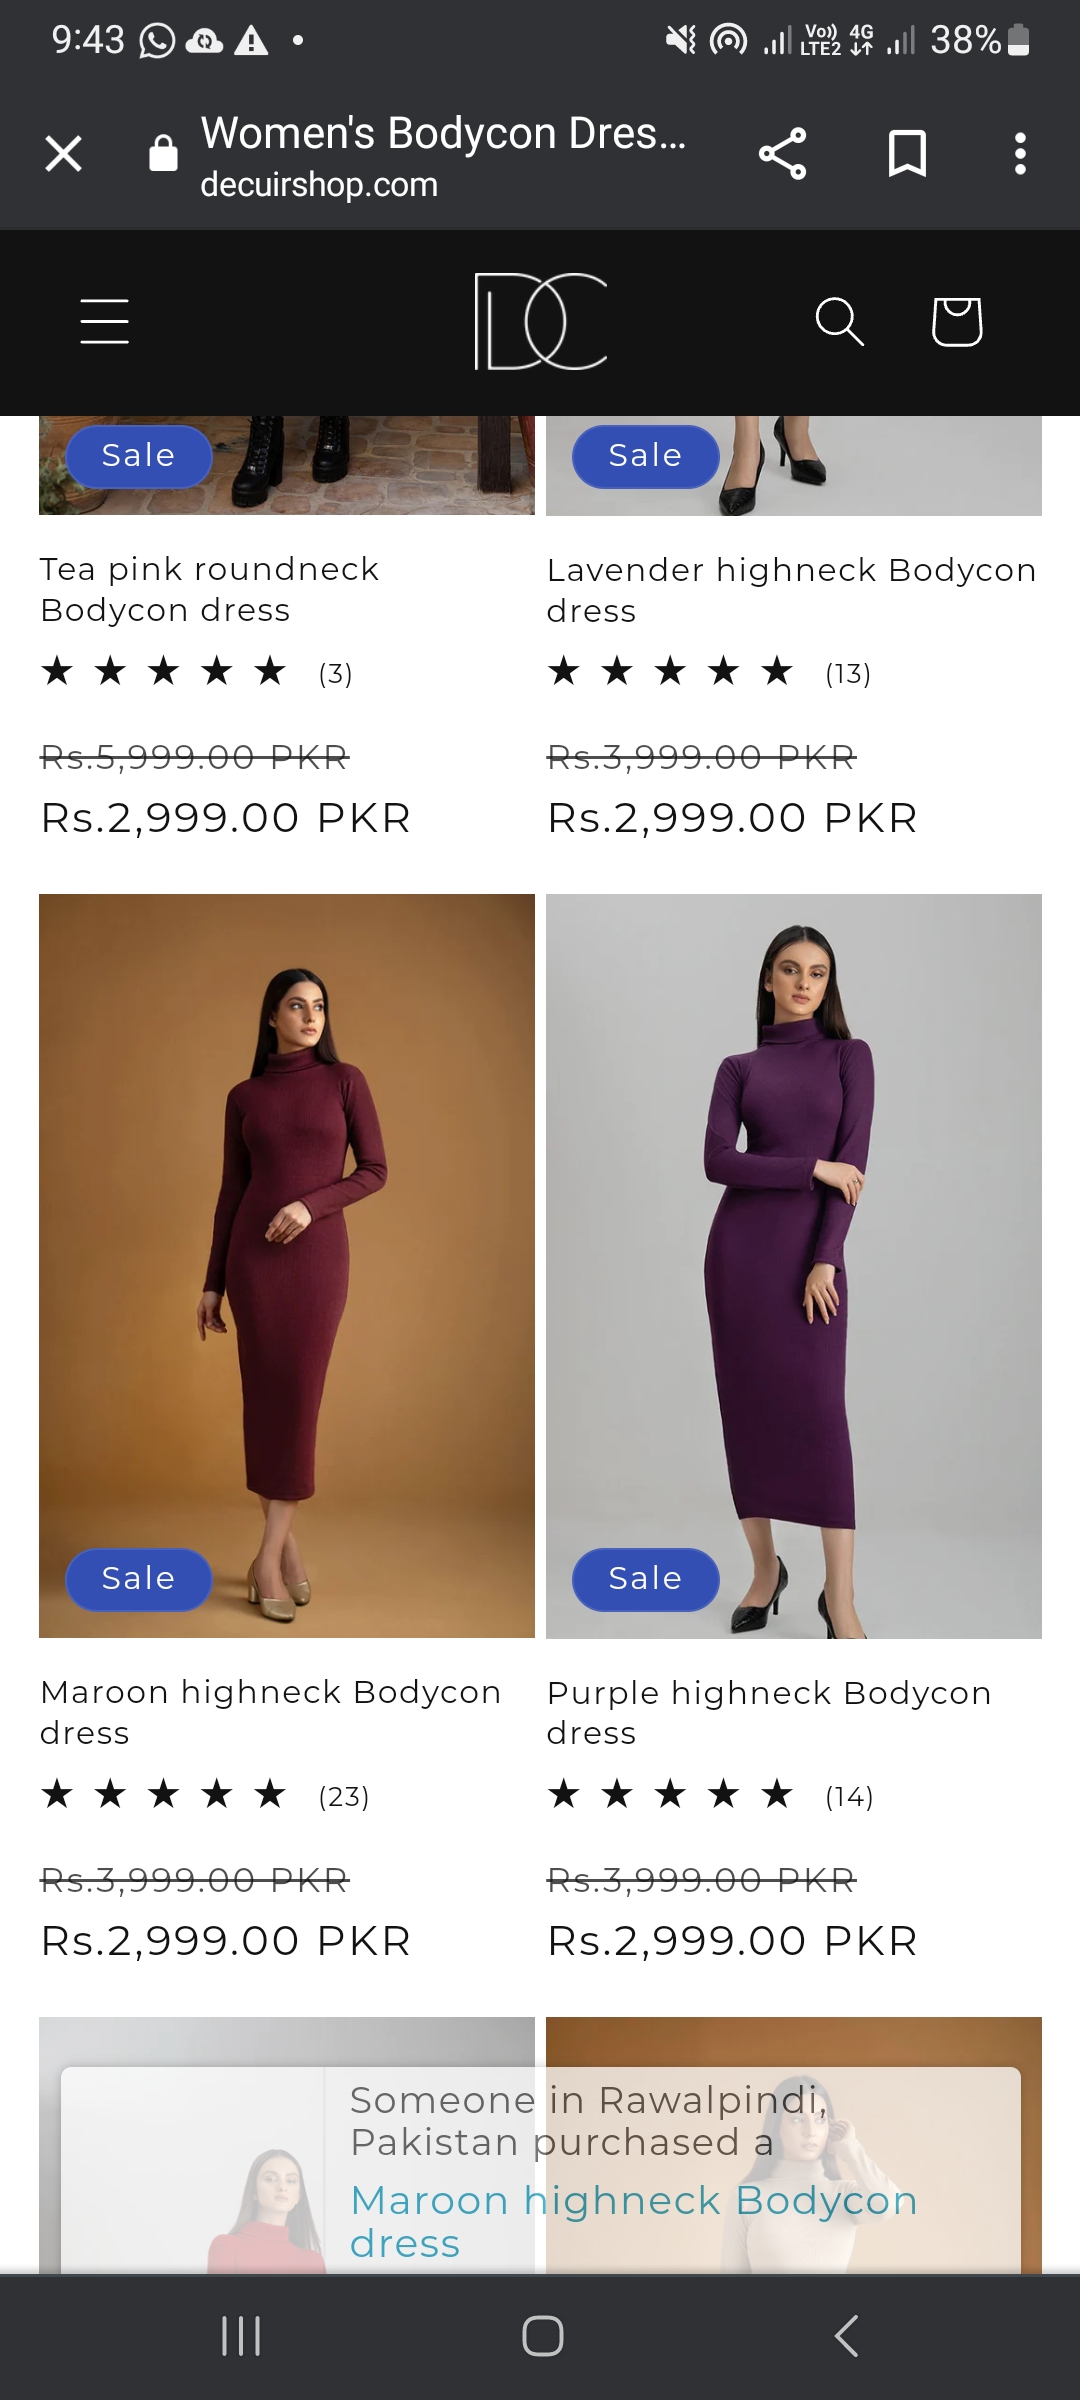 9:43
Vo)) 4G
LTE2
38%
Women's Bodycon Dres...
decuirshop.com
DC
Sale
Sale
Tea pink roundneck
Bodycon dress
Lavender highneck Bodycon
dress
★ ★ ★ ★ ★ (3)
★ ★ ★ ★ ★ (13)
Rs.5,999.00 PKR
Rs.3,999.00 PKR
Rs.2,999.00 PKR
Rs.2,999.00 PKR
Sale
Sale
Maroon highneck Bodycon
dress
Purple highneck Bodycon
dress
★ ★ ★ ★ ★ (23)
★ ★ ★ ★ ★ (14)
Rs.3,999.00 PKR
Rs.3,999.00 PKR
Rs.2,999.00 PKR
Rs.2,999.00 PKR
Someone in Rawalpindi,
Pakistan purchased a
Maroon highneck Bodycon
dress